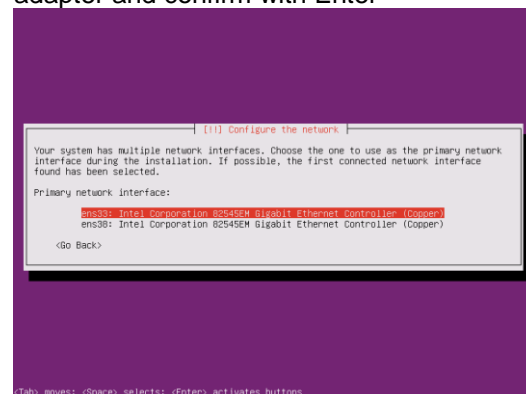 adapter and confirm with Enter
[!!] Configure the network
Your system has multiple network interfaces. Choose the one to use as the primary network
interface during the installation. If possible, the first connected network interface
found has been selected.
Primary network interface:
ens33: Intel Corporation 82545EM Gigabit Ethernet Controller (Copper)
ens38: Intel Corporation 82545EM Gigabit Ethernet Controller (Copper)
<Go Back>
<Tab> moves; <Space> selects; <Enter> activates buttons